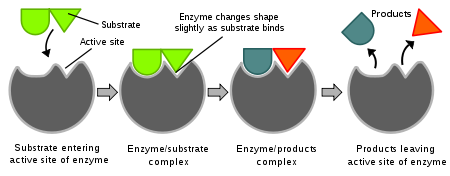 Substrate
Active site
Enzyme changes shape
slightly as substrate binds
Products
Substrate entering
active site of enzyme
Enzyme/substrate
complex
Enzyme/products
complex
Products leaving
active site of enzyme